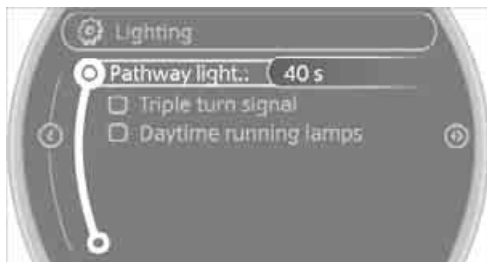 Lighting
Pathway light.: 40 s
Triple turn signal
Daytime running lamps